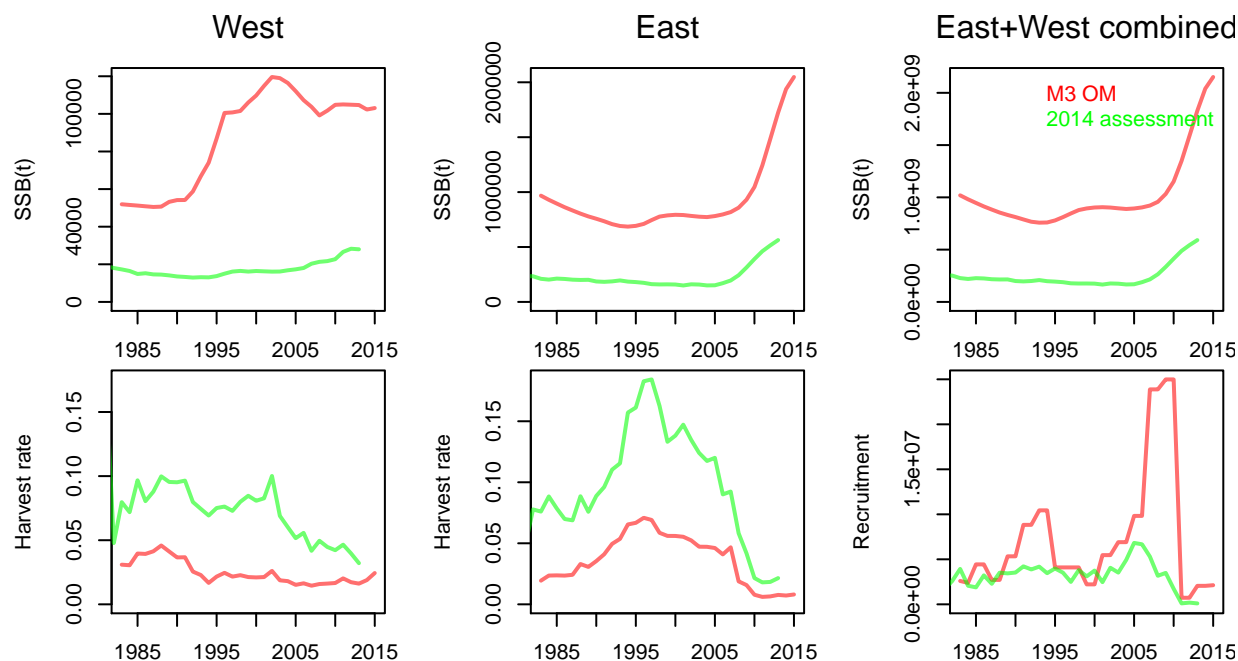 West
East
East+West combined
SSB(t)
0
40000
100000
1985
1995
2005
2015
SSB(t)
0
1000000
2000000
1985
1995
2005
2015
SSB(t)
0.0e+00
1.0e+09
2.0e+09
M3 OM
2014 assessment
1985
1995
2005
2015
Harvest rate
0.00
0.05
0.10
0.15
1985
1995
2005
2015
Harvest rate
0.00
0.05
0.10
0.15
1985
1995
2005
2015
Recruitment
0.0e+00
1.5e+07
1985
1995
2005
2015